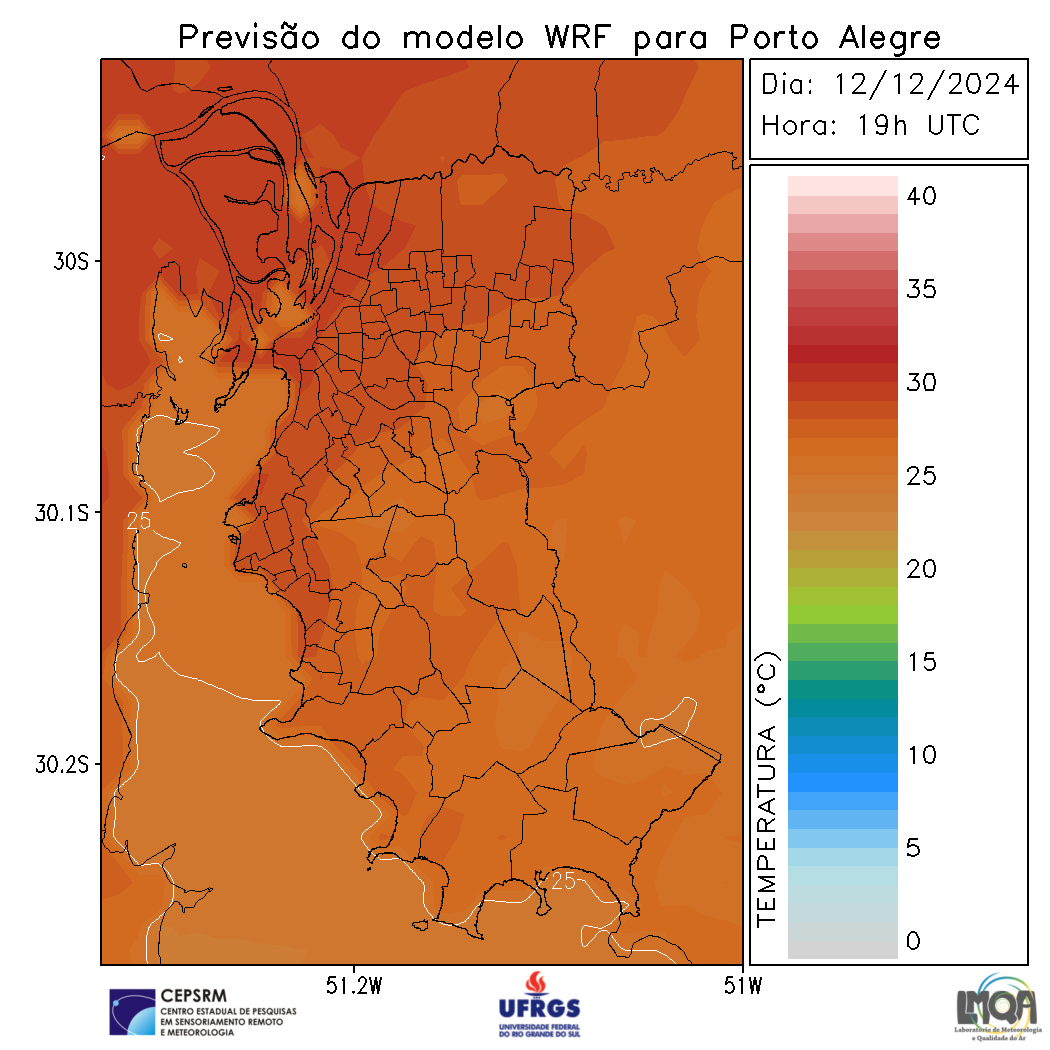 Previsão do modelo WRF para Porto Alegre
Dia: 12/12/2024
Hora: 19h UTC
30S
30.1S
30.2S
51.2W
51W
25
25
TEMPERATURA (°C)
40
35
30
25
20
15
10
5
0
CEPSRM
CENTRO ESTADUAL DE PESQUISAS
EM SENSORIAMENTO REMOTO
E METEOROLOGIA
UFRGS
UNIVERSIDADE FEDERAL
DO RIO GRANDE DO SUL
LMQA
Laboratório de Meteorologia
e Qualidade do Ar